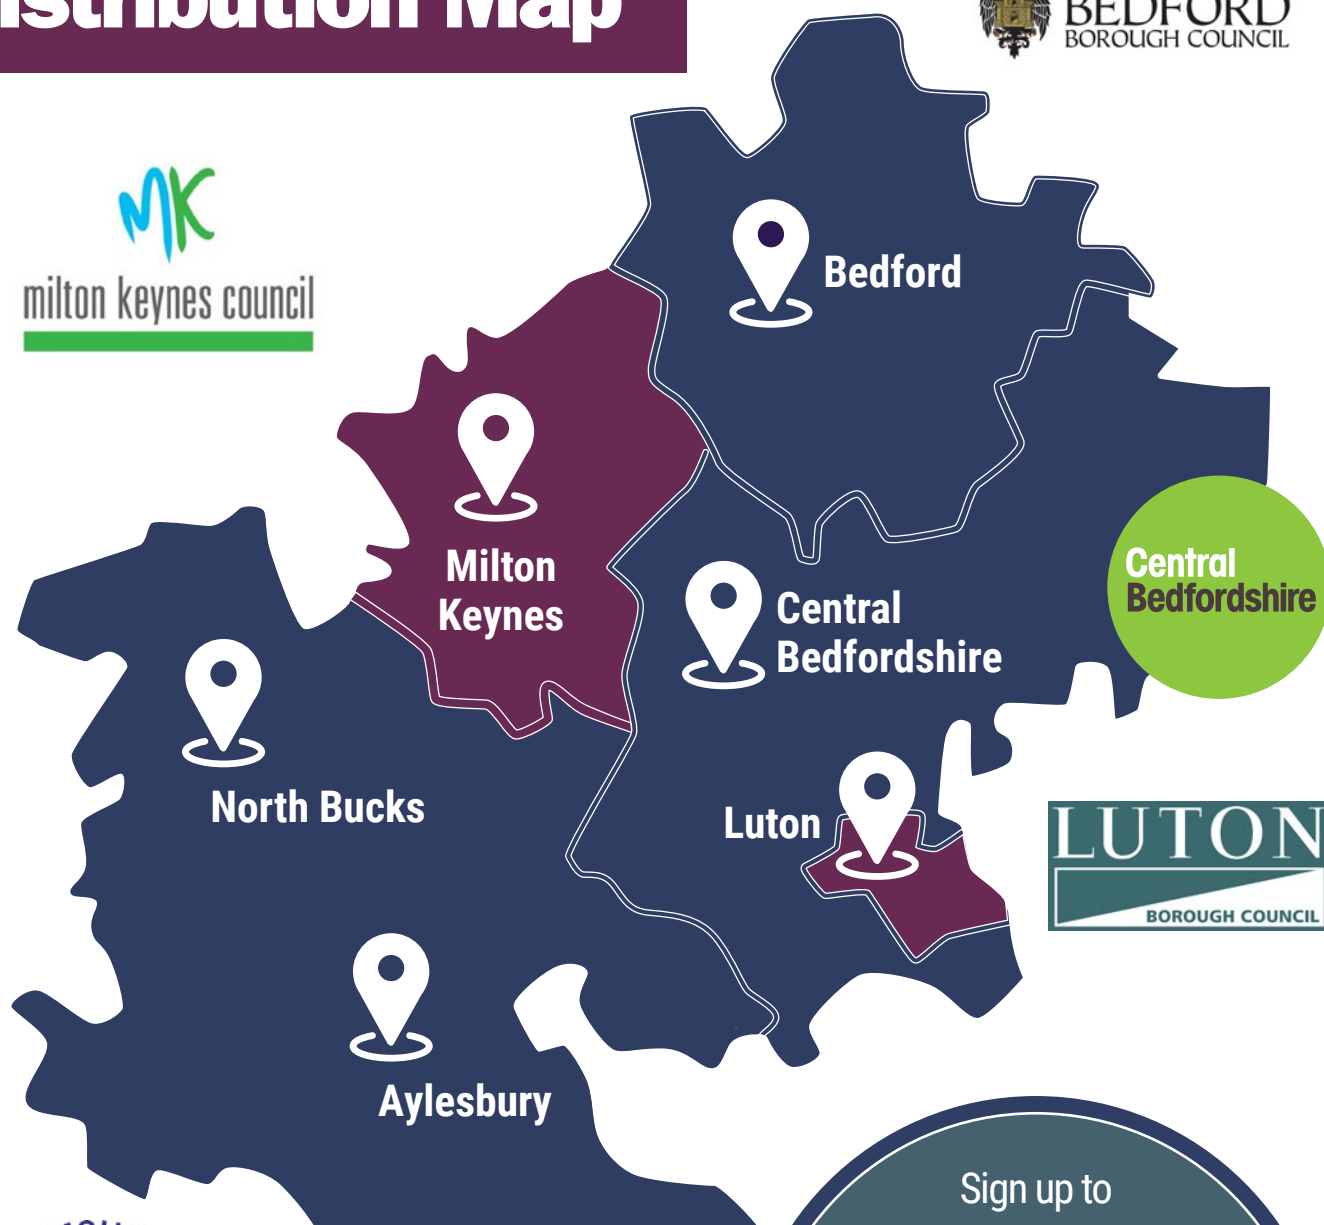 istribution Map
BEDFORD
BOROUGH COUNCIL
MK
milton keynes council
Bedford
Milton
Keynes
Central
Bedfordshire
Central
Bedfordshire
North Bucks
Luton
LUTON
BOROUGH COUNCIL
Aylesbury
Sign up to